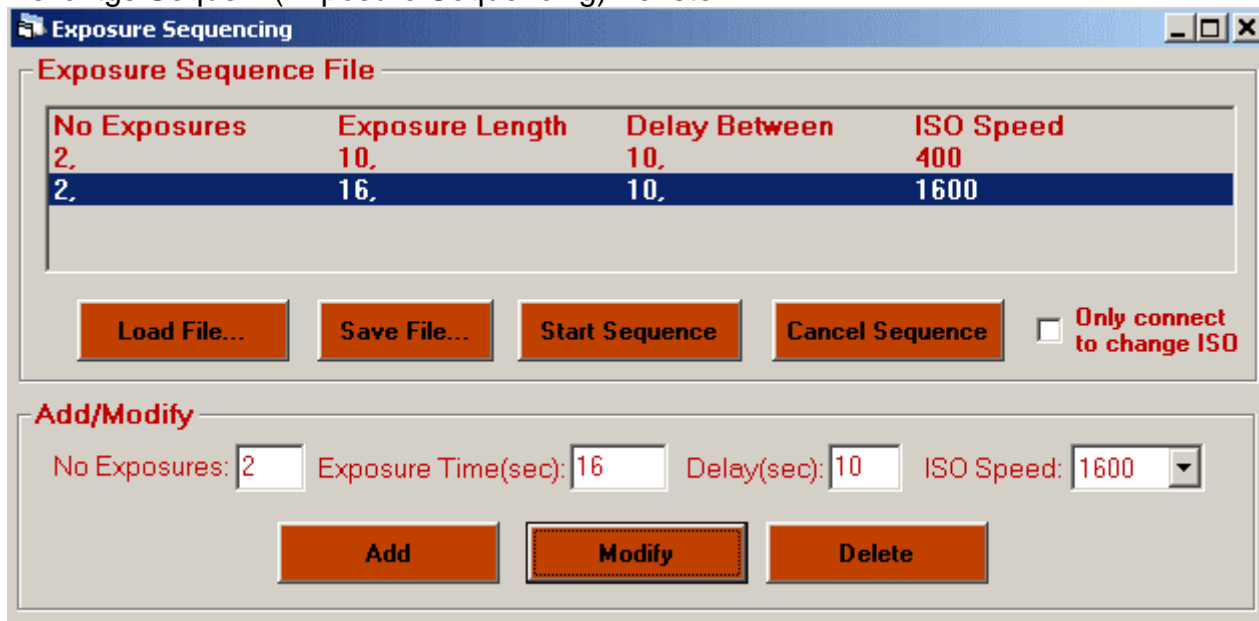 Exposure Sequencing
Exposure Sequence File
No Exposures Exposure Length Delay Between ISO Speed
2, 10, 10, 400
2, 16, 10, 1600
Load File... Save File... Start Sequence Cancel Sequence Only connect
to change ISO
Add/Modify
No Exposures: 2 Exposure Time(sec): 16 Delay(sec): 10 ISO Speed: 1600
Add Modify Delete